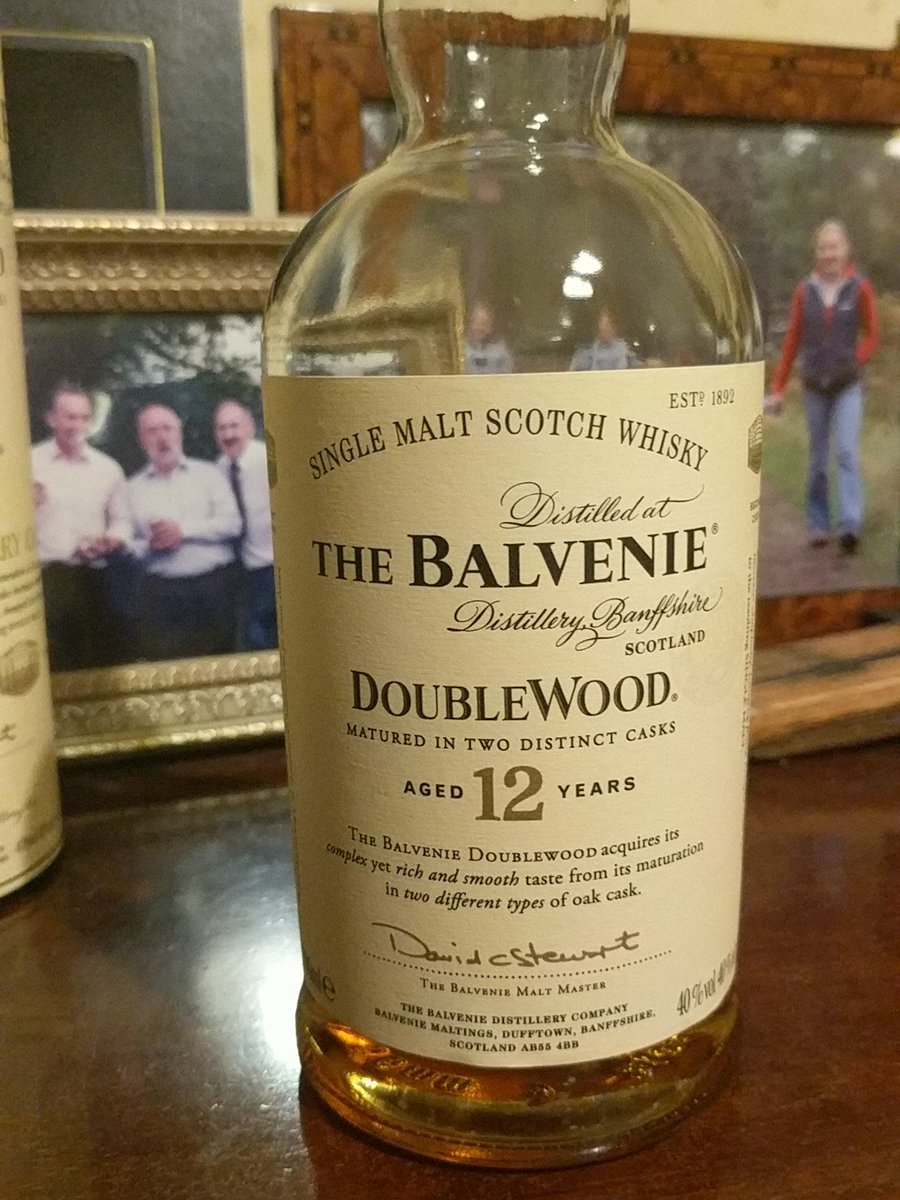 ESTD 1892
SINGLE MALT SCOTCH WHISKY
Distilled at
THE BALVENIE®
Distillery, Banffshire
SCOTLAND
DOUBLEWOOD®
MATURED IN TWO DISTINCT CASKS
AGED 12 YEARS
THE BALVENIE DOUBLEWOOD acquires its
complex yet rich and smooth taste from its maturation
in two different types of oak cask.
David C Stewart
THE BALVENIE MALT MASTER
40% vol 40%
THE BALVENIE DISTILLERY COMPANY
BALVENIE MALTINGS, DUFFTOWN, BANFFSHIRE,
SCOTLAND AB55 4BB